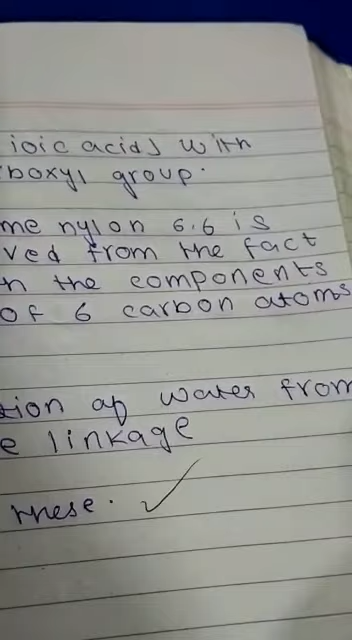 ioic acids with
boxyl group.
me nylon 6.6 is
ved from the fact
n the components
of 6 carbon atoms
tion of water from
e linkage
these. ✓